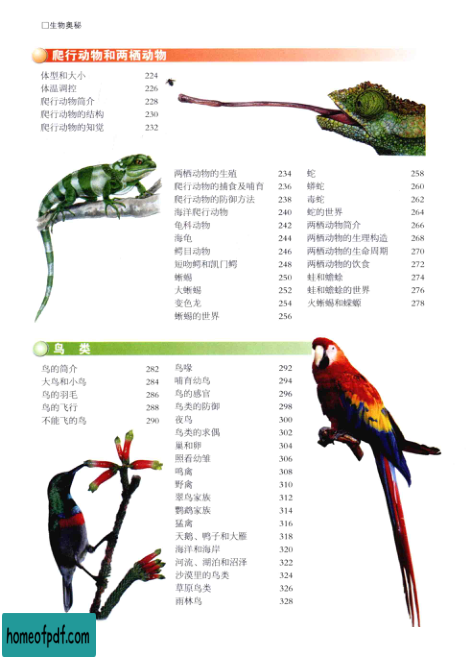 □生物奥秘
爬行动物和两栖动物
体型和大小 224
体温调控 226
爬行动物简介 228
爬行动物的结构 230
爬行动物的知觉 232
两栖动物的生殖 234
爬行动物的捕食及哺育 236
爬行动物的防御方法 238
海洋爬行动物 240
龟科动物 242
海龟 244
鳄目动物 246
短吻鳄和凯门鳄 248
蜥蜴 250
大蜥蜴 252
变色龙 254
蜥蜴的世界 256
蛇 258
蟒蛇 260
毒蛇 262
蛇的世界 264
两栖动物简介 266
两栖动物的生理构造 268
两栖动物的生命周期 270
两栖动物的饮食 272
蛙和蟾蜍 274
蛙和蟾蜍的世界 276
火蜥蜴和蝾螈 278
鸟 类
鸟的简介 282
大鸟和小鸟 284
鸟的羽毛 286
鸟的飞行 288
不能飞的鸟 290
鸟喙 292
哺育幼鸟 294
鸟的感官 296
鸟类的防御 298
夜鸟 300
鸟类的求偶 302
巢和卵 304
照看幼雏 306
鸣禽 308
野禽 310
翠鸟家族 312
鹦鹉家族 314
猛禽 316
天鹅、鸭子和大雁 318
海洋和海岸 320
河流、湖泊和沼泽 322
沙漠里的鸟类 324
草原鸟类 326
雨林鸟 328
homeofpdf.com